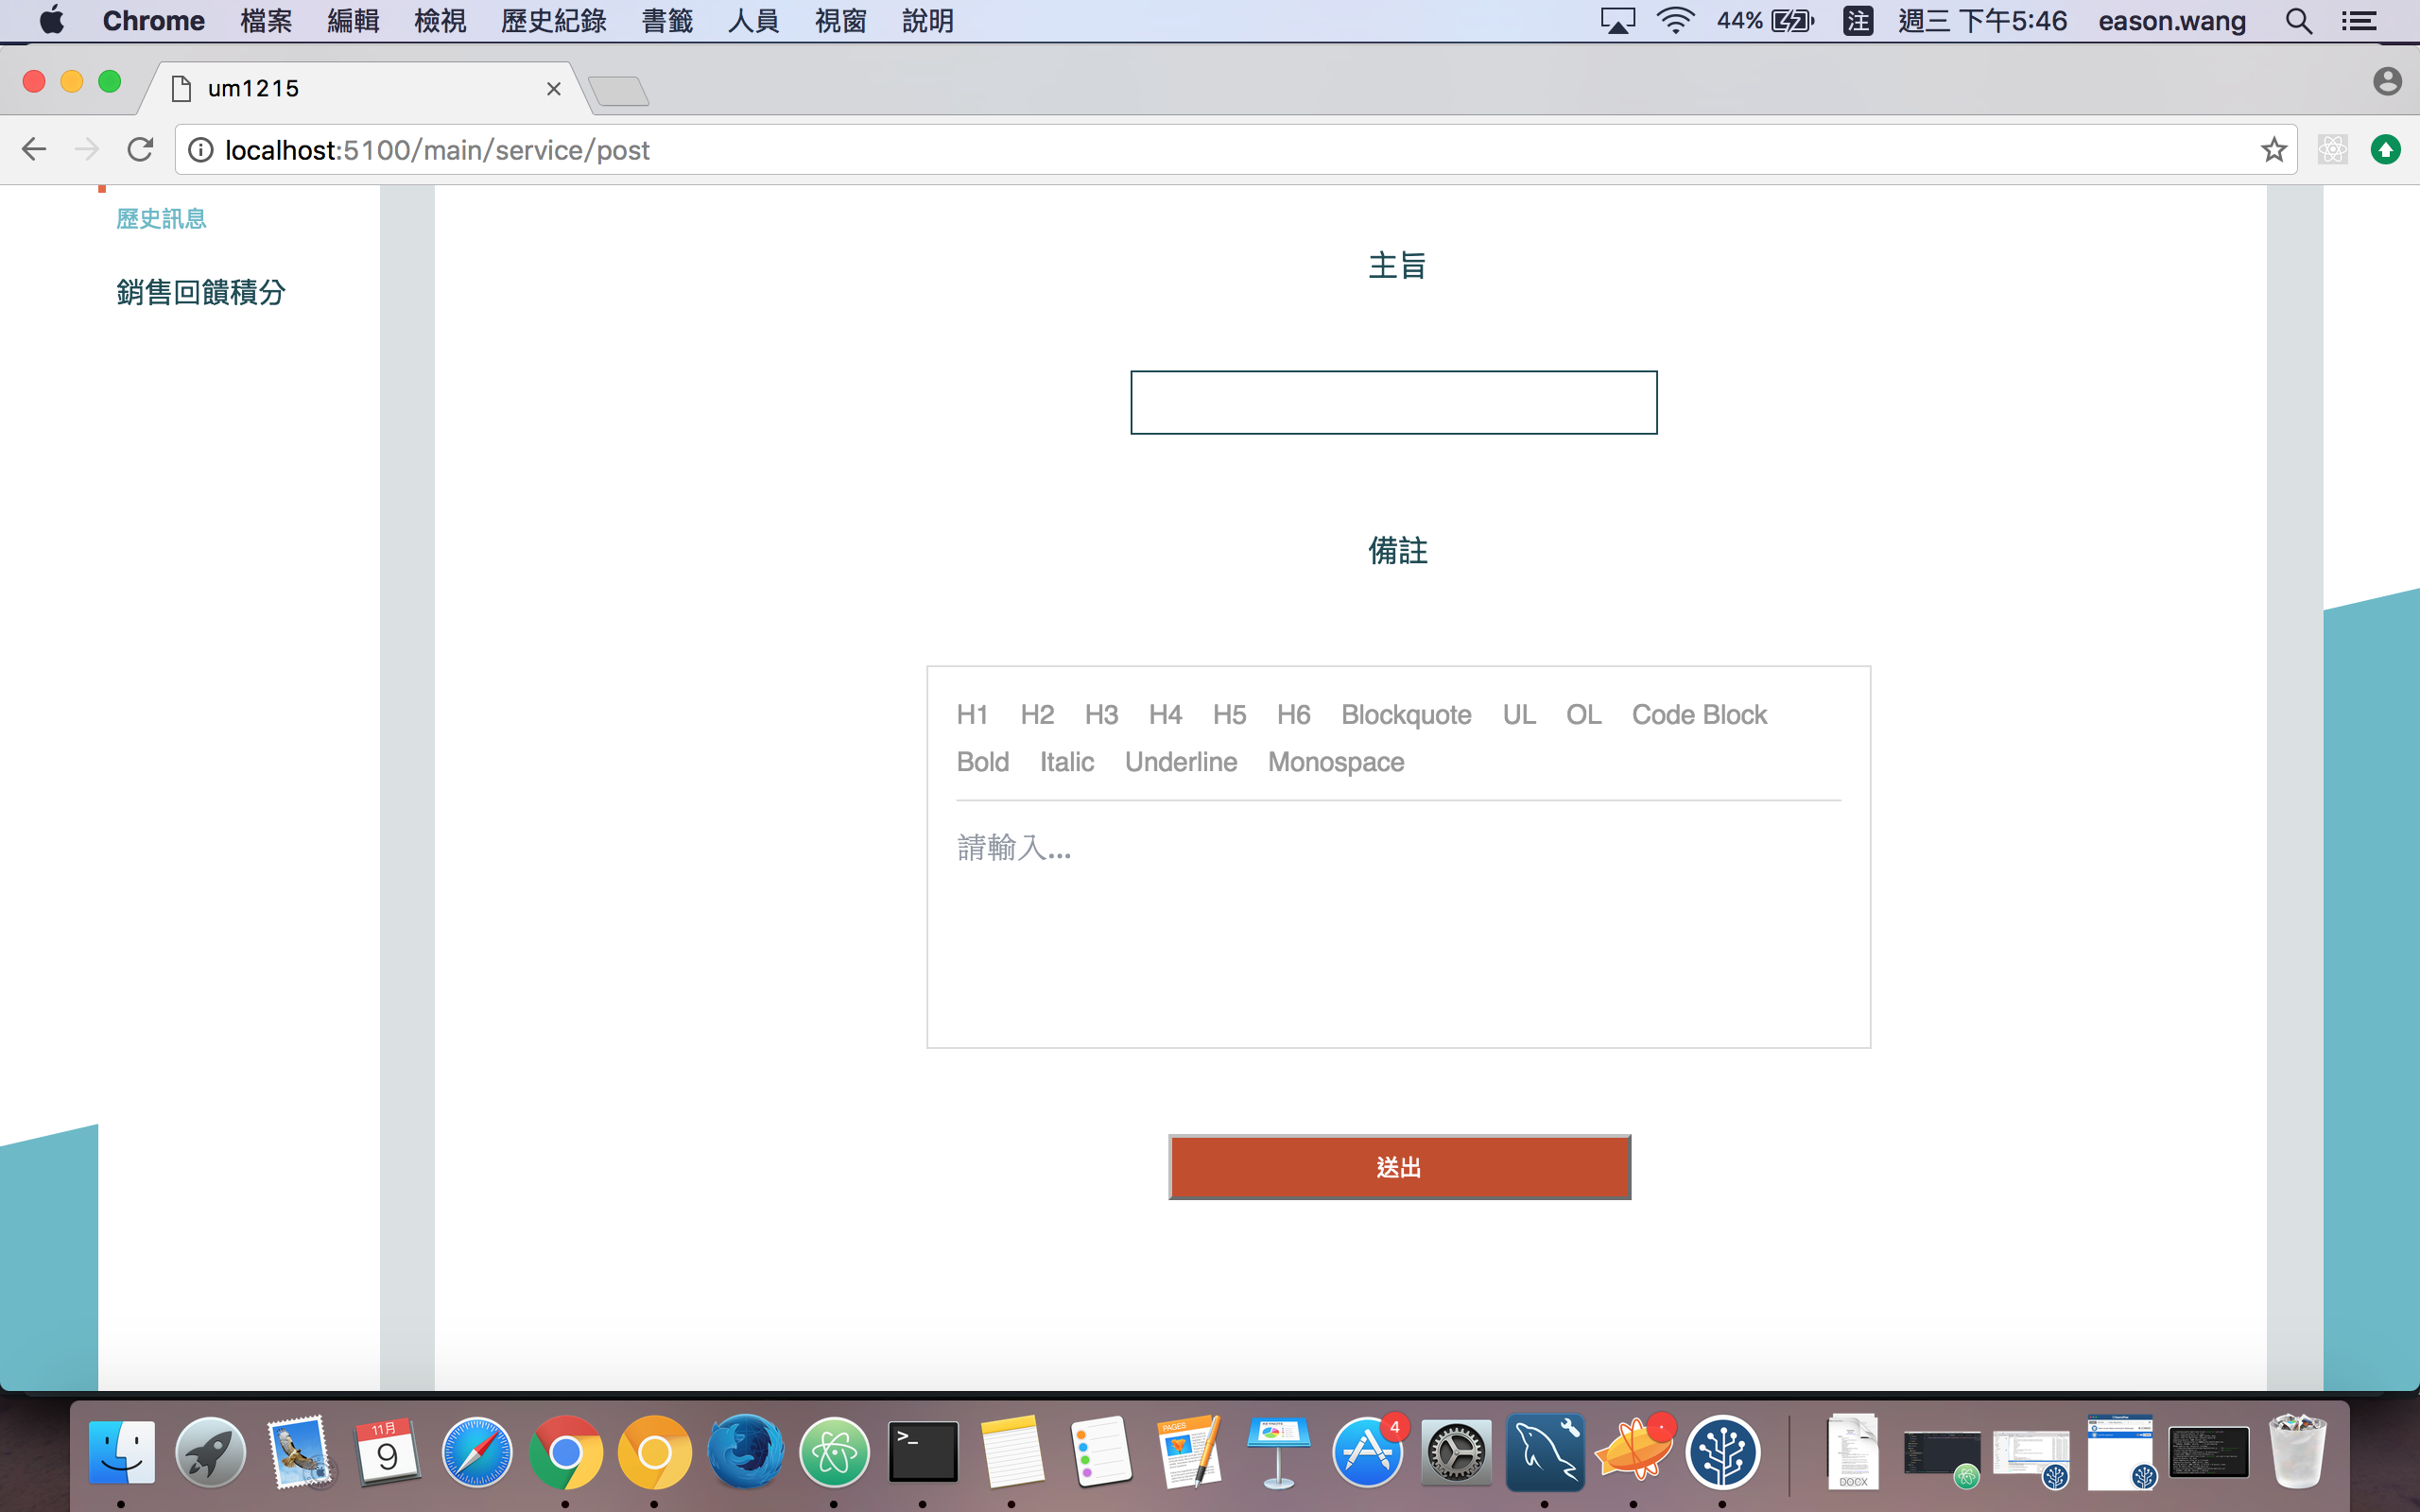 Chrome 檔案 編輯 檢視 歷史紀錄 書籤 人員 視窗 說明 44% 注 週三 下午5:46 eason.wang
um1215
localhost:5100/main/service/post
歷史訊息
銷售回饋積分
主旨
備註
H1 H2 H3 H4 H5 H6 Blockquote UL OL Code Block
Bold Italic Underline Monospace
請輸入...
送出
11月
9
>_
PAGES
KEYNOTE
4
DOCX